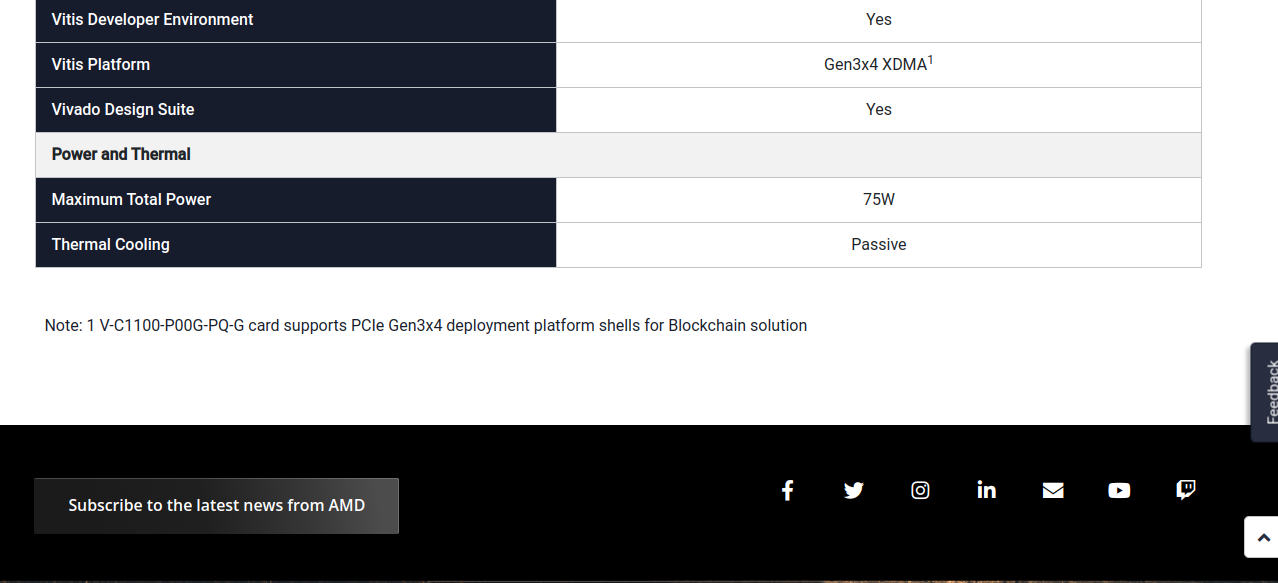 Vitis Developer Environment Yes
Vitis Platform Gen3x4 XDMA1
Vivado Design Suite Yes
Power and Thermal
Maximum Total Power 75W
Thermal Cooling Passive
Note: 1 V-C1100-P00G-PQ-G card supports PCIe Gen3x4 deployment platform shells for Blockchain solution
Feedback
Subscribe to the latest news from AMD